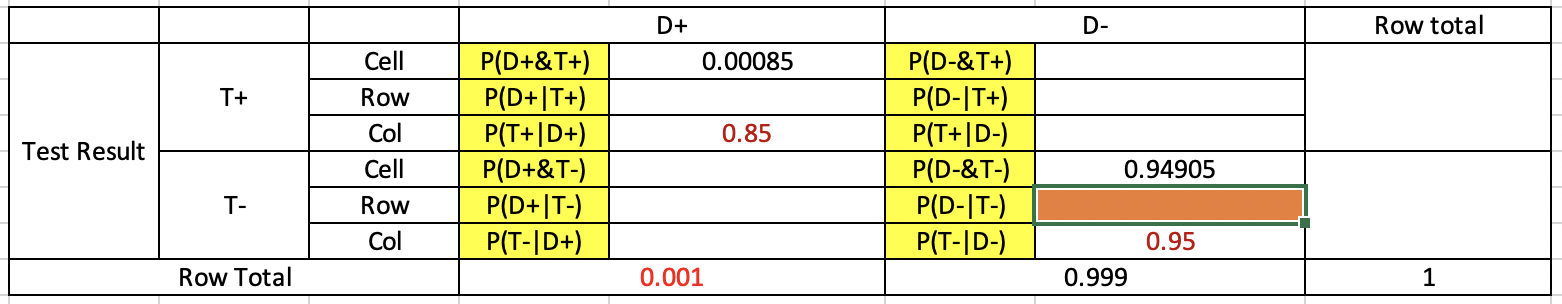 D+ D- Row total
Cell P(D+&T+) 0.00085 P(D-&T+)
T+ Row P(D+|T+) P(D-|T+)
Col P(T+|D+) 0.85 P(T+|D-)
Test Result
Cell P(D+&T-) P(D-&T-) 0.94905
T- Row P(D+|T-) P(D-|T-)
Col P(T-|D+) P(T-|D-) 0.95
Row Total 0.001 0.999 1